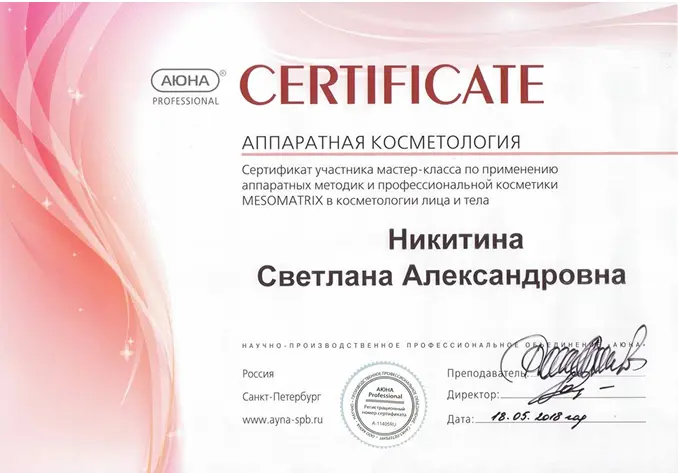 АЮНА®
PROFESSIONAL
CERTIFICATE
АППАРАТНАЯ КОСМЕТОЛОГИЯ
Сертификат участника мастер-класса по применению
аппаратных методик и профессиональной косметики
MESOMATRIX в косметологии лица и тела
Никитина
Светлана Александровна
НАУЧНО-ПРОИЗВОДСТВЕННОЕ ПРОФЕССИОНАЛЬНОЕ ОБЪЕДИНЕНИЕ «АЮНА»
Россия
Санкт-Петербург
www.ayna-spb.ru
АЮНА
Professional
Регистрационный
номер сертификата
A-11405RU
Преподаватель:
Директор:
Дата: 18.05.2018 год